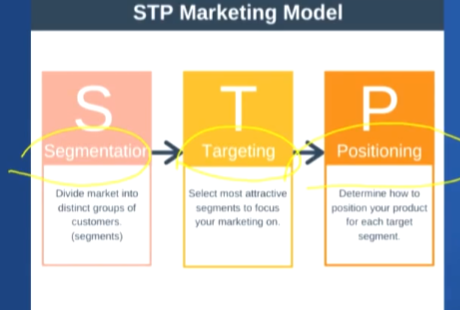 STP Marketing Model
S
Segmentation
Divide market into
distinct groups of
customers.
(segments)
T
Targeting
Select most attractive
segments to focus
your marketing on.
P
Positioning
Determine how to
position your product
for each target
segment.